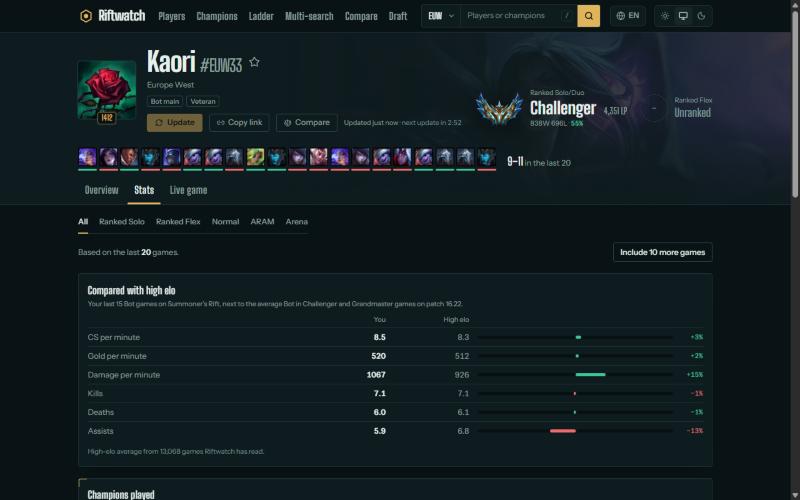 Riftwatch
Players Champions Ladder Multi-search Compare Draft
EUW Players or champions / EN
Kaori #EUW33
Europe West
Bot main Veteran
1412
Update Copy link Compare Updated just now · next update in 2:52
Ranked Solo/Duo
Challenger 4,351 LP
838W 696L · 55%
Ranked Flex
Unranked
9–11 in the last 20
Overview Stats Live game
All Ranked Solo Ranked Flex Normal ARAM Arena
Based on the last 20 games.
Include 10 more games
Compared with high elo
Your last 15 Bot games on Summoner's Rift, next to the average Bot in Challenger and Grandmaster games on patch 16.22.
You High elo
CS per minute 8.5 8.3 +3%
Gold per minute 520 512 +2%
Damage per minute 1067 926 +15%
Kills 7.1 7.1 −1%
Deaths 6.0 6.1 −1%
Assists 5.9 6.8 −13%
High-elo average from 13,068 games Riftwatch has read.
Champions played